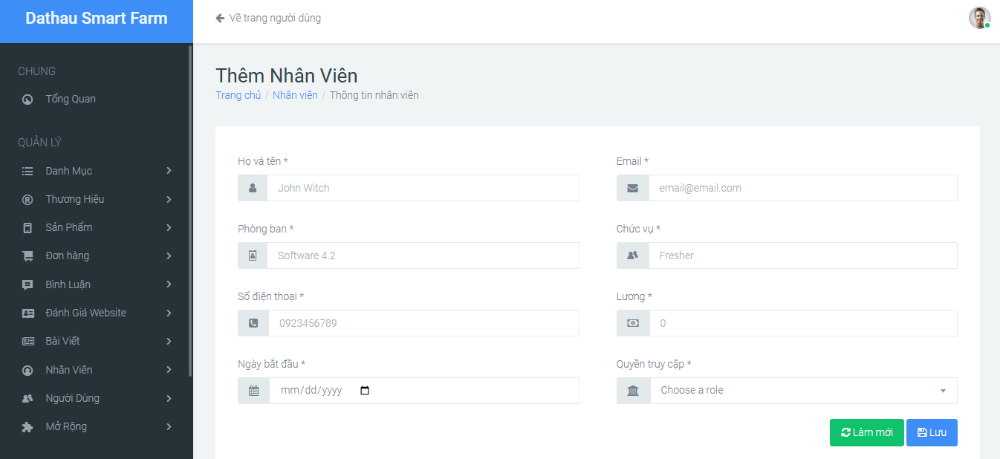 Dathau Smart Farm
Về trang người dùng
CHUNG
Tổng Quan
QUẢN LÝ
Danh Mục
Thương Hiệu
Sản Phẩm
Đơn hàng
Bình Luận
Đánh Giá Website
Bài Viết
Nhân Viên
Người Dùng
Mở Rộng
Thêm Nhân Viên
Trang chủ / Nhân viên / Thông tin nhân viên
Họ và tên *
John Witch
Email *
email@email.com
Phòng ban *
Software 4.2
Chức vụ *
Fresher
Số điện thoại *
0923456789
Lương *
0
Ngày bắt đầu *
mm/dd/yyyy
Quyền truy cập *
Choose a role
Làm mới
Lưu